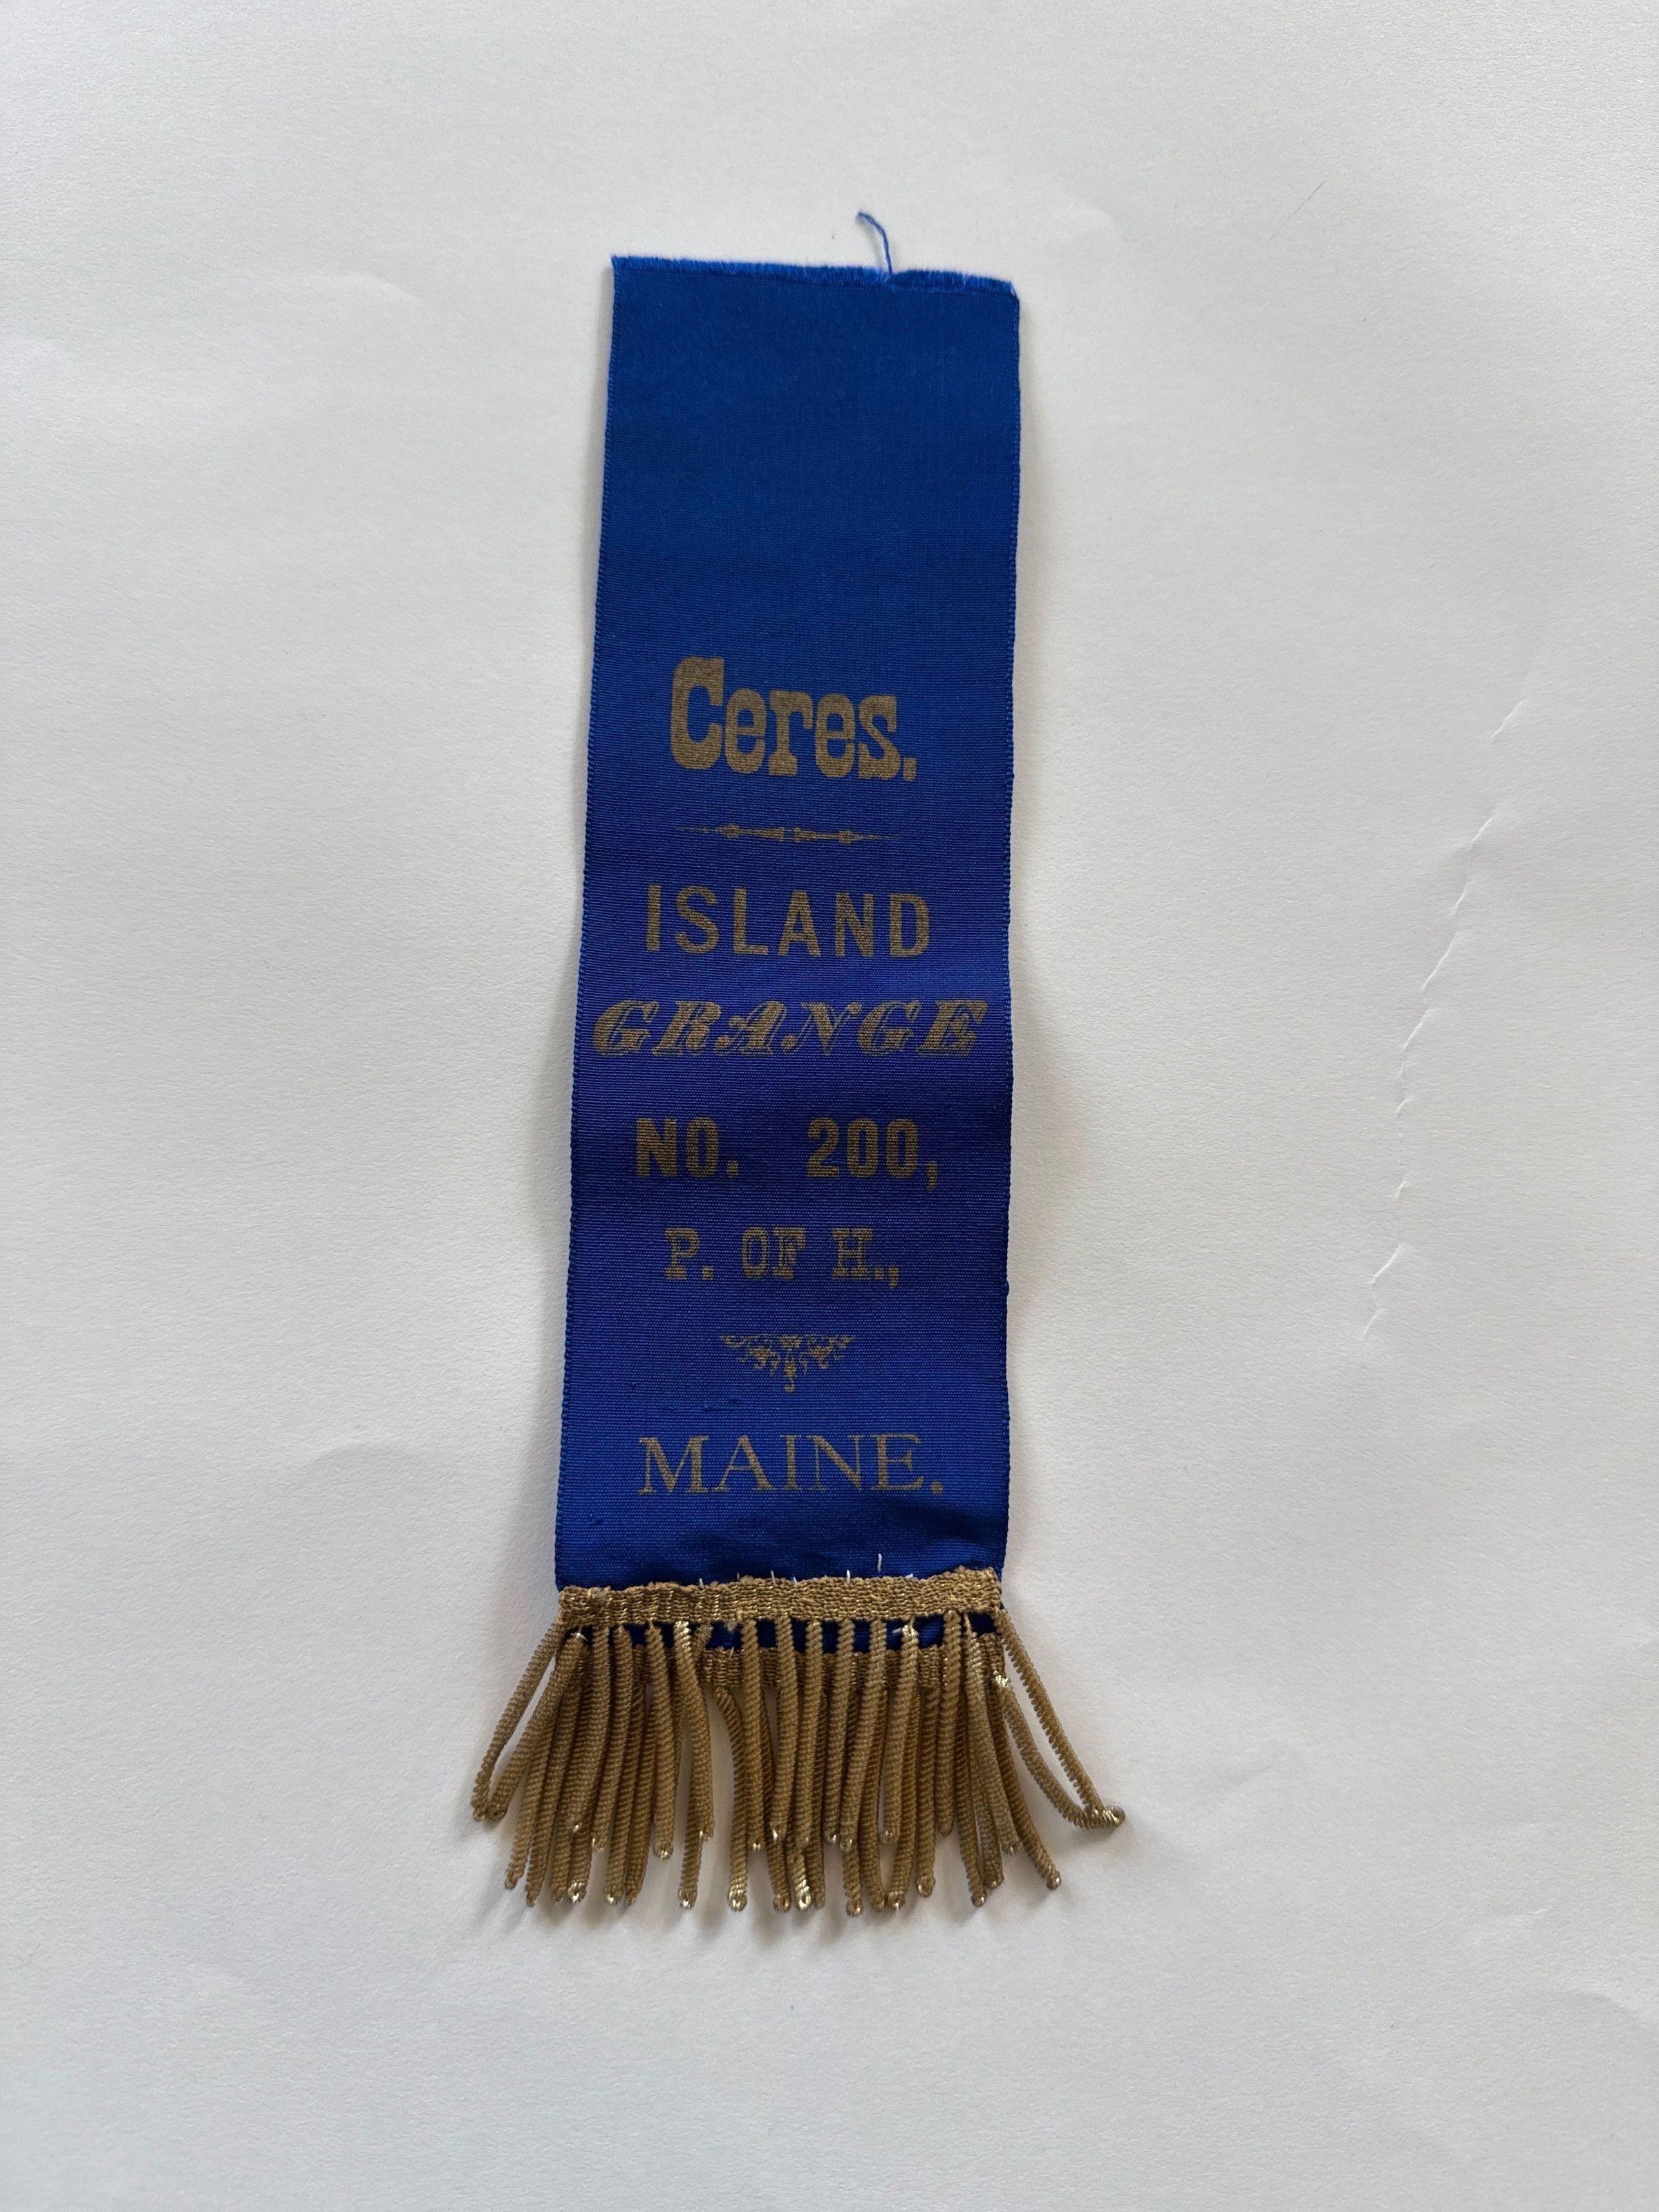 Ceres.
ISLAND
GRANGE
NO. 200,
P. OF H.,
MAINE.